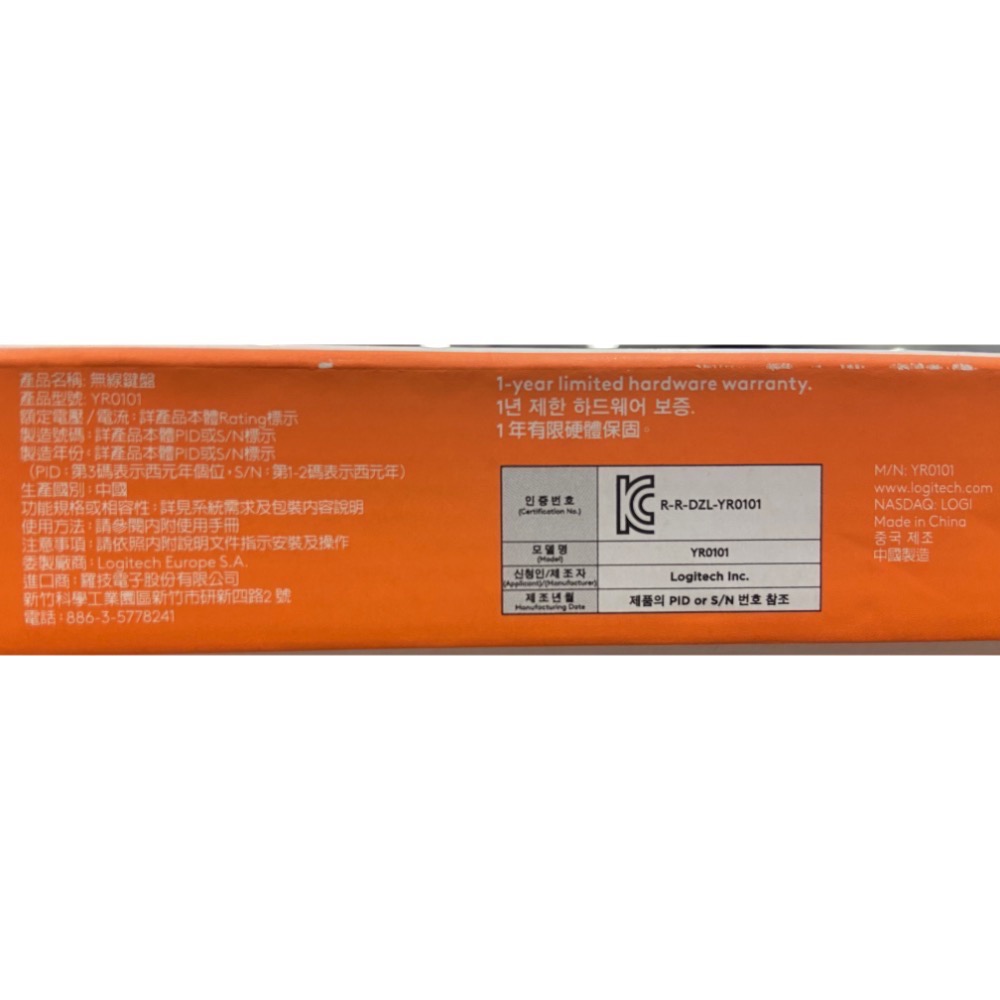 產品名稱: 無線鍵盤
產品型號: YR0101
額定電壓/電流:詳產品本體Rating標示
製造號碼:詳產品本體PID或S/N標示
製造年份:詳產品本體PID或S/N標示
(PID:第3碼表示西元年個位,S/N:第1-2碼表示西元年)
生產國別:中國
功能規格或相容性:詳見系統需求及包裝內容說明
使用方法:請參閱內附使用手冊
注意事項:請依照內附說明文件指示安裝及操作
委製廠商:Logitech Europe S.A.
進口商:羅技電子股份有限公司
新竹科學工業園區新竹市研新四路2 號
電話:886-3-5778241
1-year limited hardware warranty.
1년 제한 하드웨어 보증.
1 年有限硬體保固。
인 증 번 호
(Certification No.)
R-R-DZL-YR0101
모 델 명
(Model)
YR0101
신청인/제 조 자
(Applicant)/(Manufacturer)
Logitech Inc.
제 조 년 월
Manufacturing Date
제품의 PID or S/N 번호 참조
M/N: YR0101
www.logitech.com
NASDAQ: LOGI
Made in China
중국 제조
中國製造